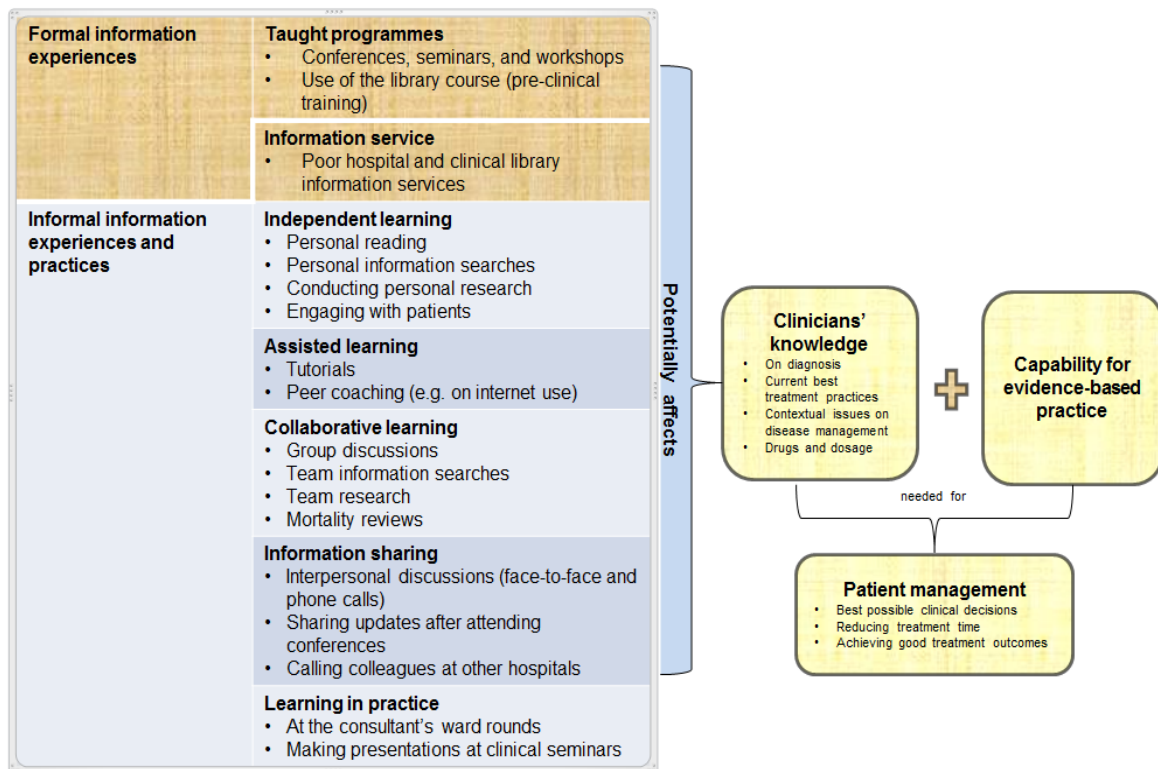 Formal information
experiences
Taught programmes
• Conferences, seminars, and workshops
• Use of the library course (pre-clinical
training)
Information service
• Poor hospital and clinical library
information services
Informal information
experiences and
practices
Independent learning
• Personal reading
• Personal information searches
• Conducting personal research
• Engaging with patients
Assisted learning
• Tutorials
• Peer coaching (e.g. on internet use)
Collaborative learning
• Group discussions
• Team information searches
• Team research
• Mortality reviews
Information sharing
• Interpersonal discussions (face-to-face and
phone calls)
• Sharing updates after attending
conferences
• Calling colleagues at other hospitals
Learning in practice
• At the consultant's ward rounds
• Making presentations at clinical seminars
Potentially affects
Clinicians'
knowledge
• On diagnosis
• Current best
treatment practices
• Contextual issues on
disease management
• Drugs and dosage
Capability for
evidence-based
practice
needed for
Patient management
• Best possible clinical decisions
• Reducing treatment time
• Achieving good treatment outcomes